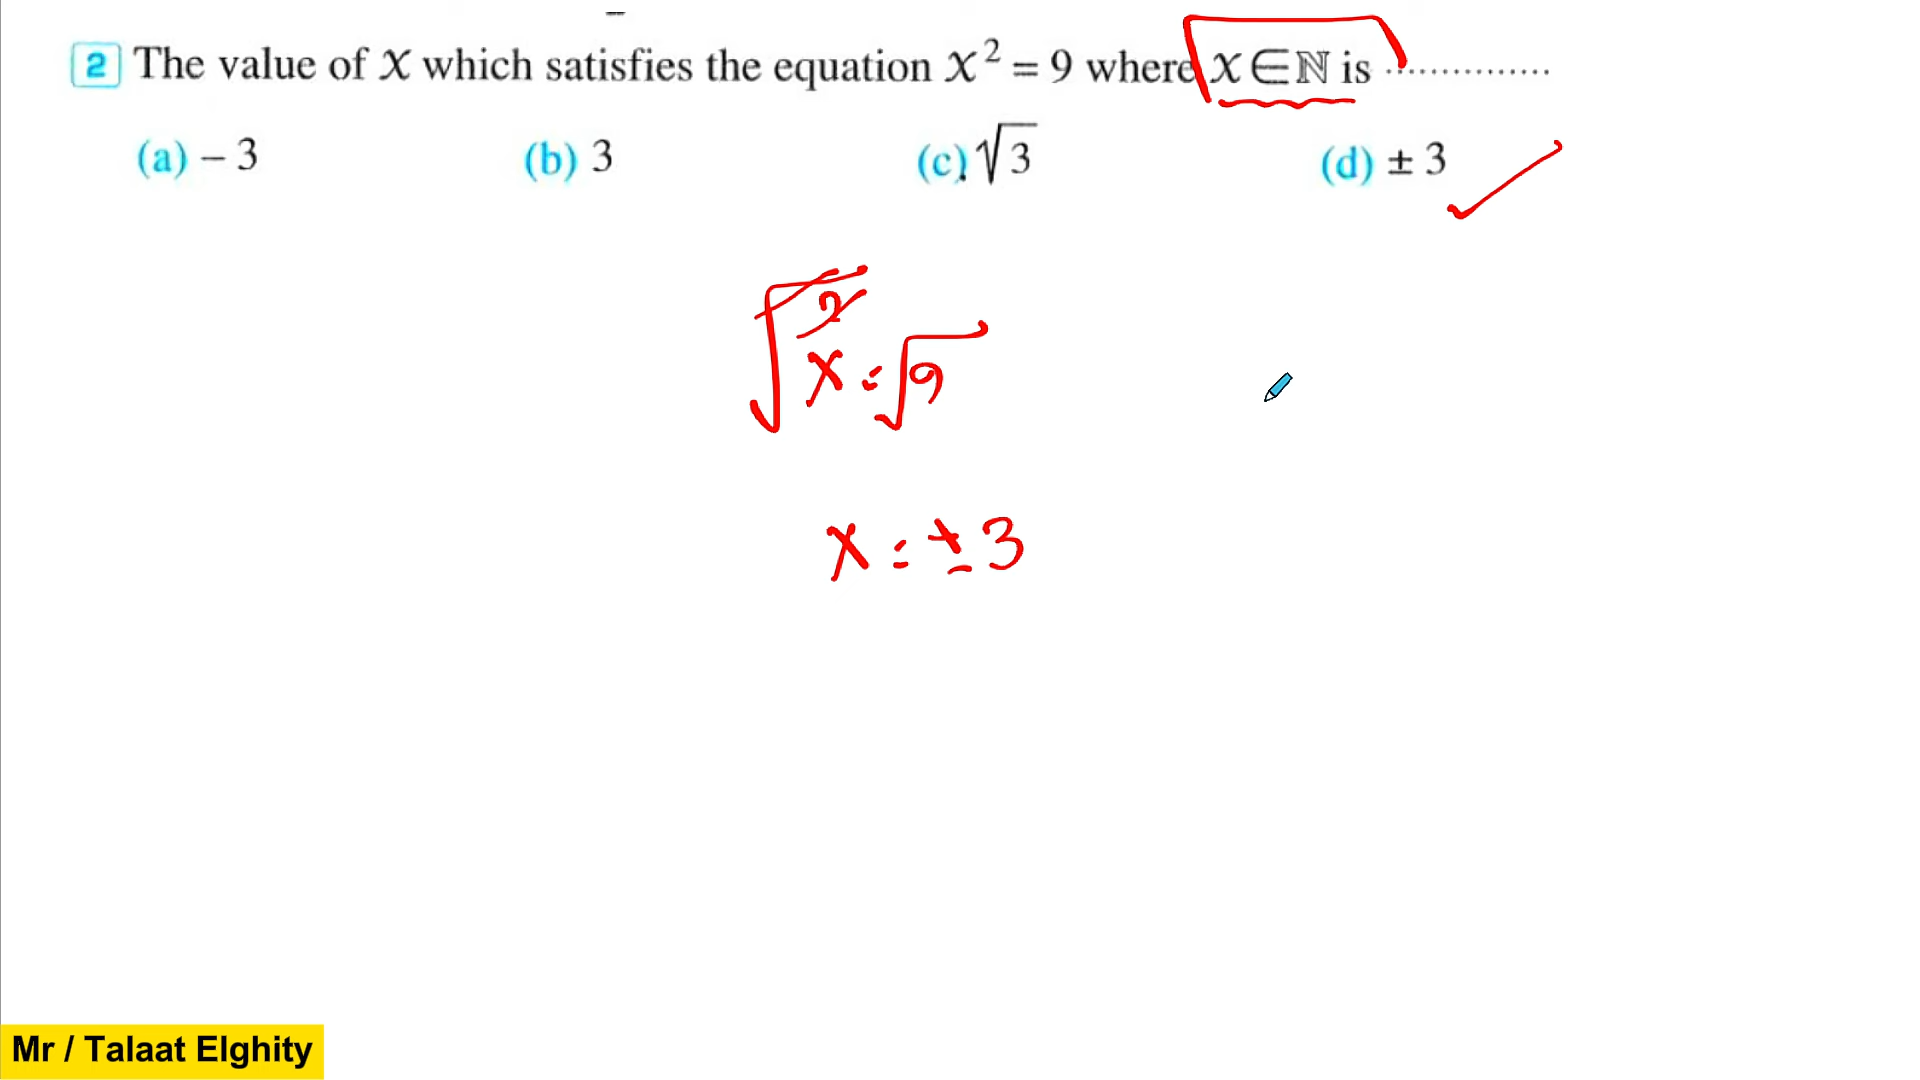 2 The value of X which satisfies the equation X² = 9 where X ∈ ℕ is ...............
(a) – 3 (b) 3 (c) √3 (d) ± 3
√x² = √9
x = ± 3
Mr / Talaat Elghity